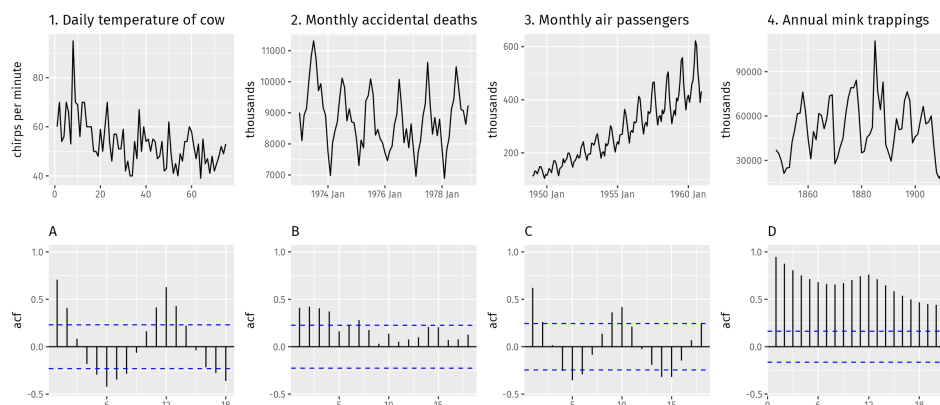 1. Daily temperature of cow
2. Monthly accidental deaths
3. Monthly air passengers
4. Annual mink trappings
chirps per minute
80
60
40
0
20
40
60
thousands
11000
10000
9000
8000
7000
1974 Jan
1976 Jan
1978 Jan
thousands
600
400
200
1950 Jan
1955 Jan
1960 Jan
thousands
90000
60000
30000
1860
1880
1900
A
B
C
D
acf
1.0
0.5
0.0
-0.5
6
12
18
acf
1.0
0.5
0.0
-0.5
5
10
15
acf
1.0
0.5
0.0
-0.5
5
10
15
acf
1.0
0.5
0.0
-0.5
0
6
12
18